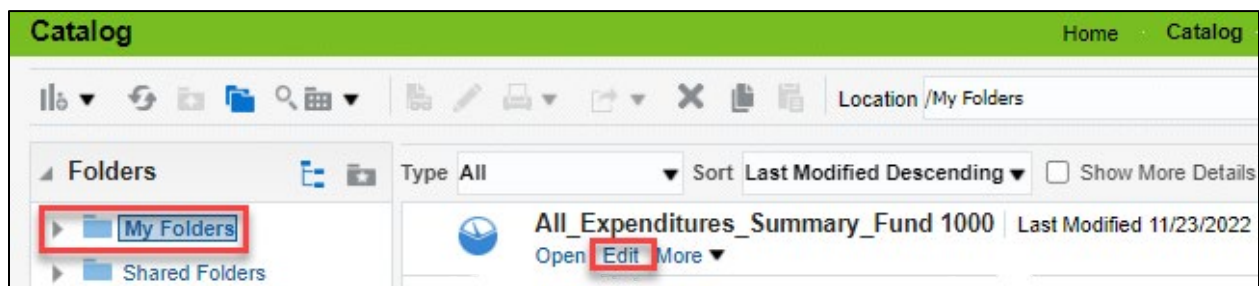 Catalog
Home Catalog
Location /My Folders
Folders
Type All Sort Last Modified Descending Show More Details
My Folders
All_Expenditures_Summary_Fund 1000 Last Modified 11/23/2022
Open Edit More
Shared Folders